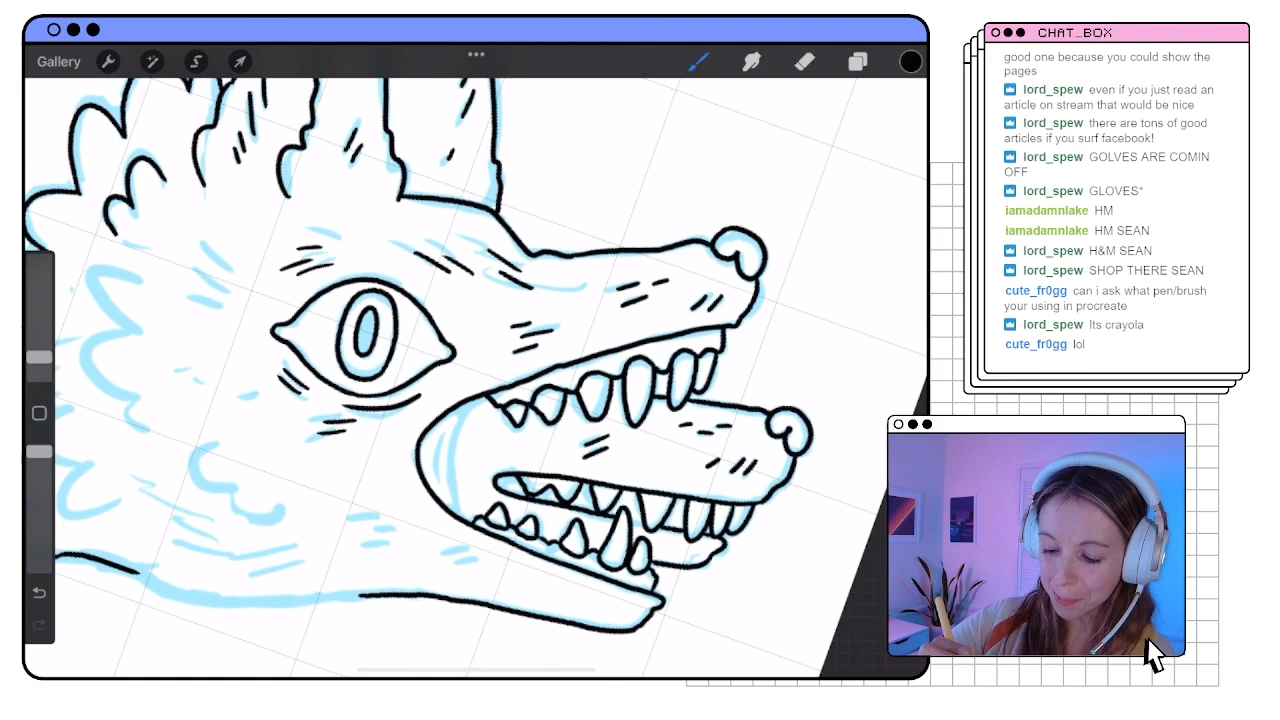 Gallery
CHAT_BOX
good one because you could show the
pages
lord_spew even if you just read an
article on stream that would be nice
lord_spew there are tons of good
articles if you surf facebook!
lord_spew GOLVES ARE COMIN
OFF
lord_spew GLOVES*
iamadamnlake HM
iamadamnlake HM SEAN
lord_spew H&M SEAN
lord_spew SHOP THERE SEAN
cute_fr0gg can i ask what pen/brush
your using in procreate
lord_spew Its crayola
cute_fr0gg lol